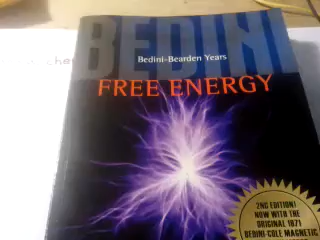 BEDINI
Bedini-Bearden Years
FREE ENERGY
2ND EDITION!
NOW WITH THE
ORIGINAL 1971
BEDINI-COLE MAGNETIC